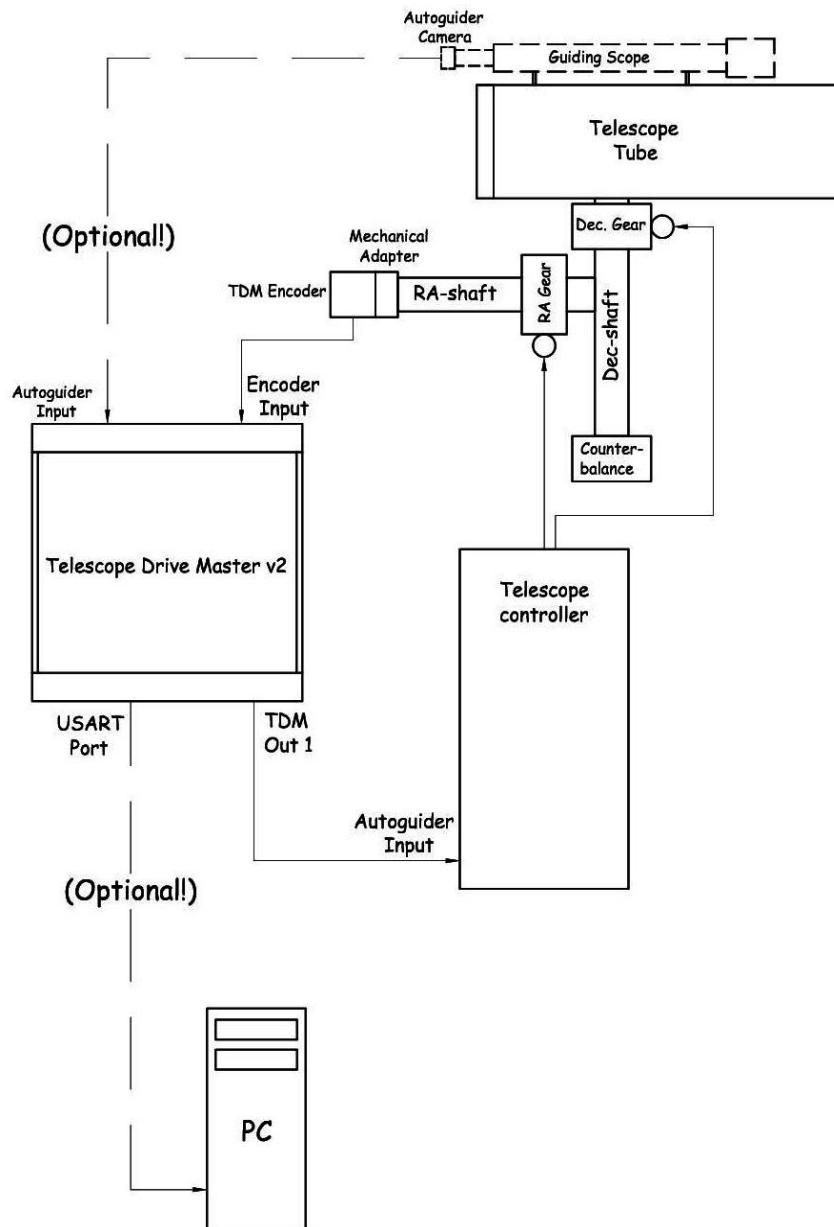 Autoguider
Camera
Guiding Scope
Telescope
Tube
(Optional!)
Dec. Gear
Mechanical
Adapter
TDM Encoder
RA-shaft
RA Gear
Dec-shaft
Autoguider
Input
Encoder
Input
Counter-
balance
Telescope Drive Master v2
Telescope
controller
USART
Port
TDM
Out 1
Autoguider
Input
(Optional!)
PC